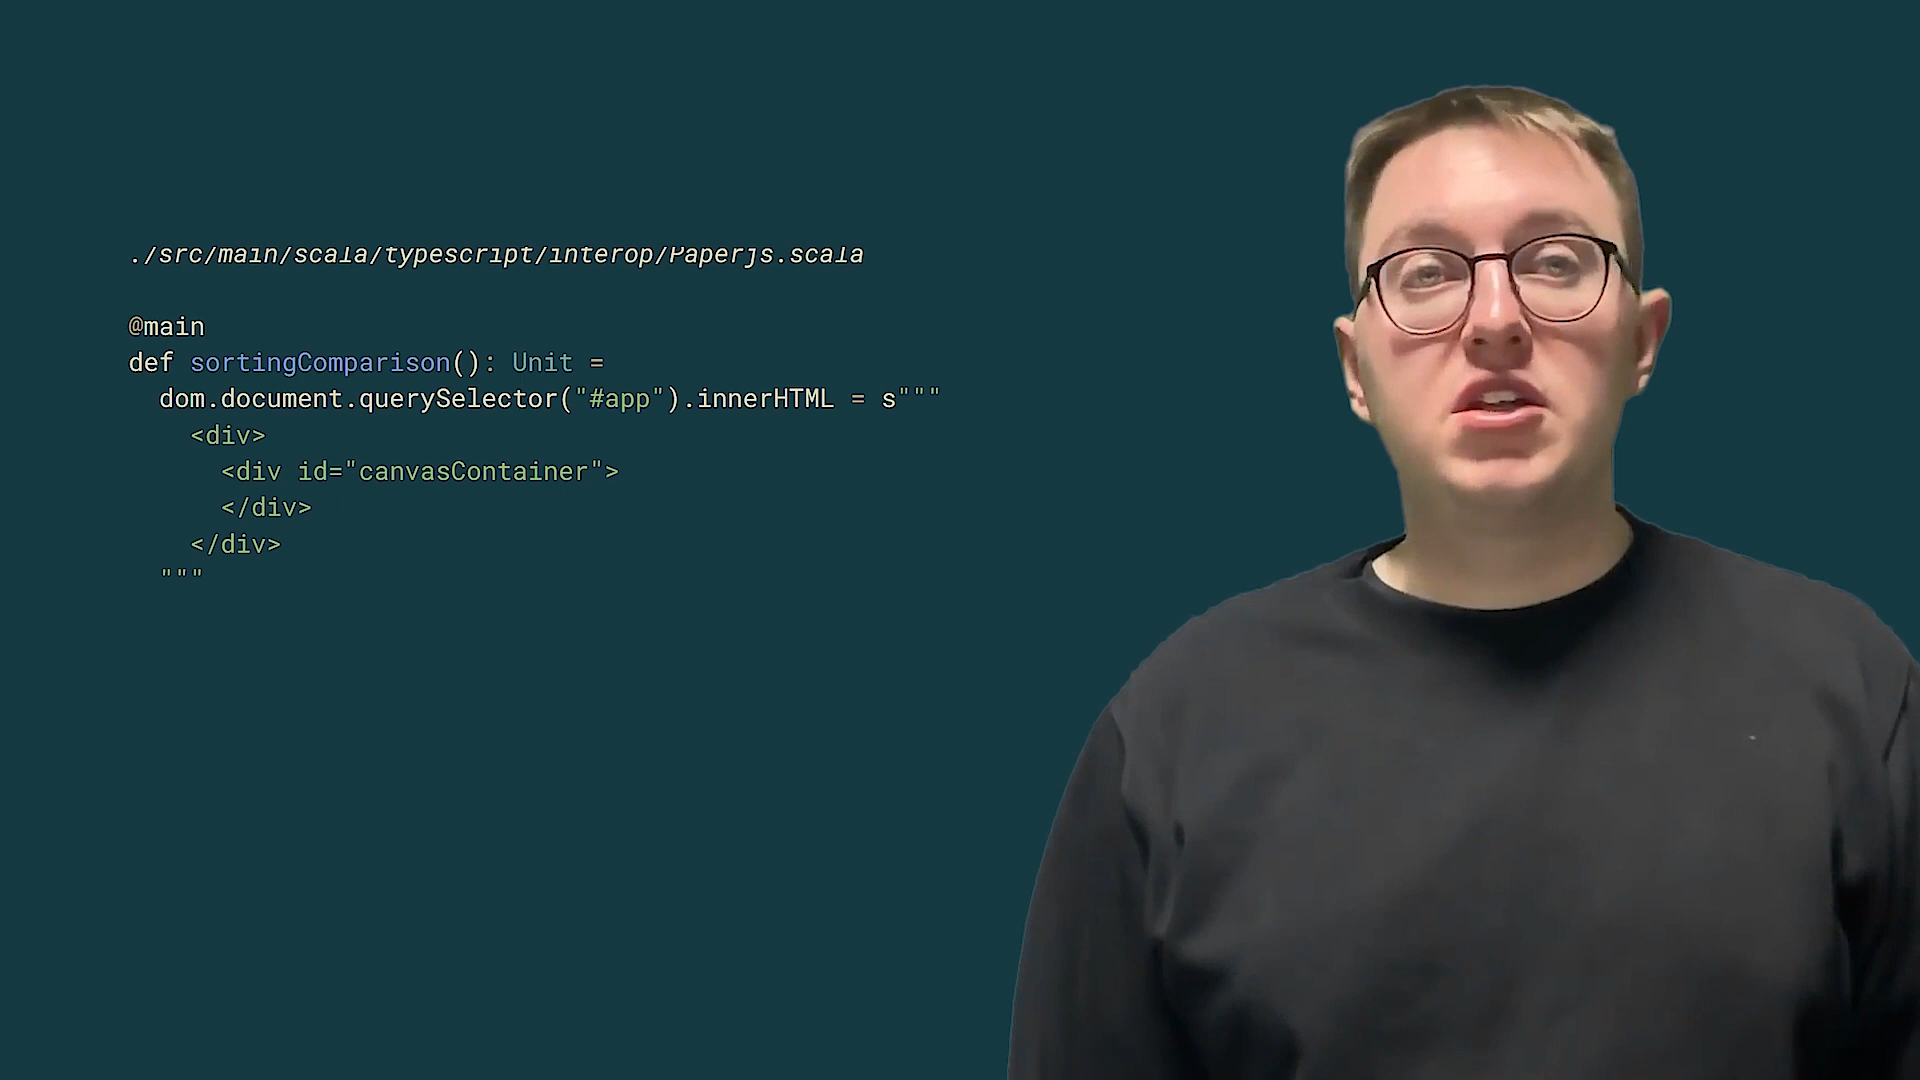 ./src/main/scala/typescript/interop/Paperjs.scala
@main
def sortingComparison(): Unit =
dom.document.querySelector("#app").innerHTML = s"""
<div>
<div id="canvasContainer">
</div>
</div>
"""